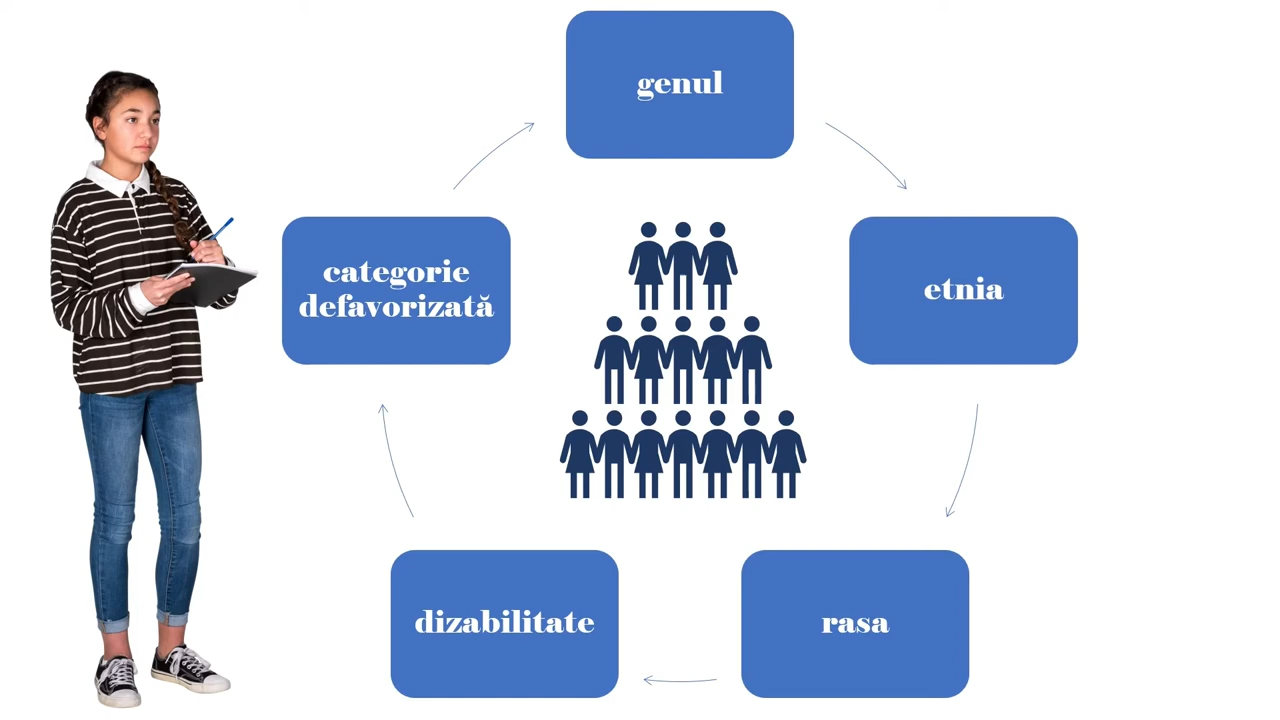 genul
etnia
rasa
dizabilitate
categorie
defavorizată